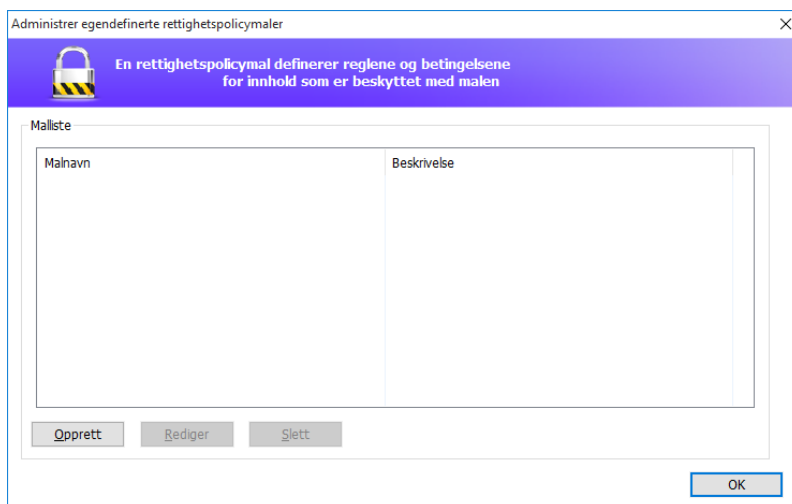 Administrer egendefinerte rettighetspolicymaler
En rettighetspolicymal definerer reglene og betingelsene
for innhold som er beskyttet med malen
Malliste
Malnavn
Beskrivelse
Opprett
Rediger
Slett
OK